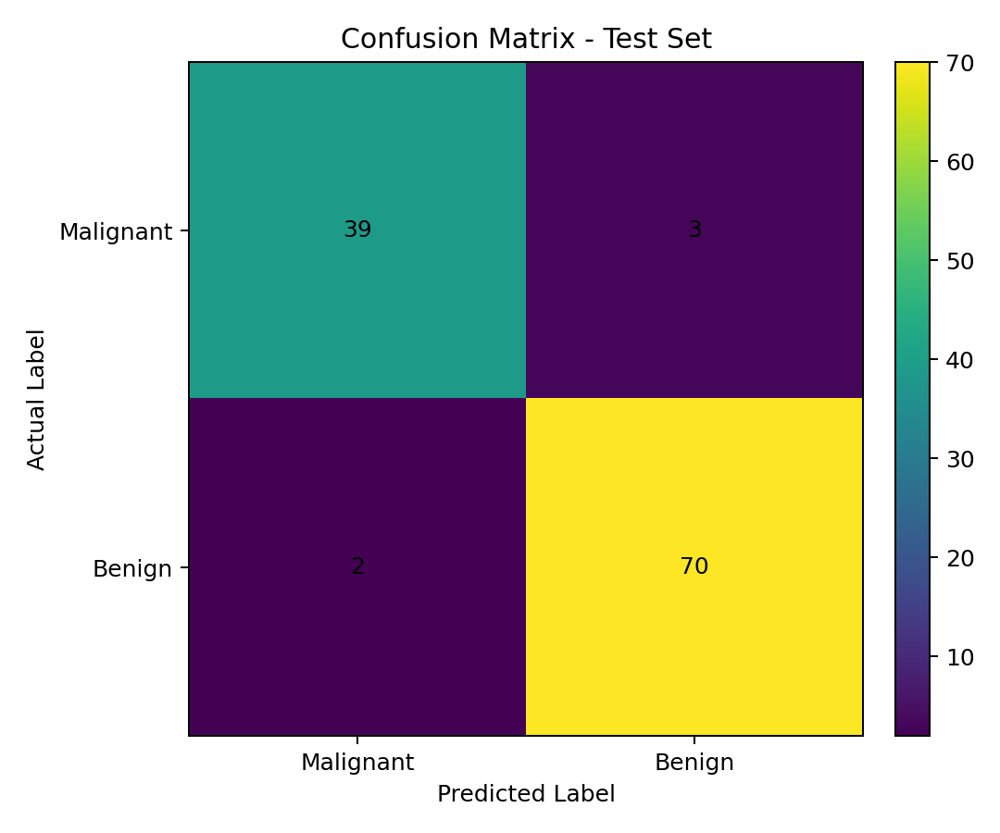 Confusion Matrix - Test Set
Malignant
39
3
Benign
2
70
Actual Label
Malignant
Benign
Predicted Label
70
60
50
40
30
20
10